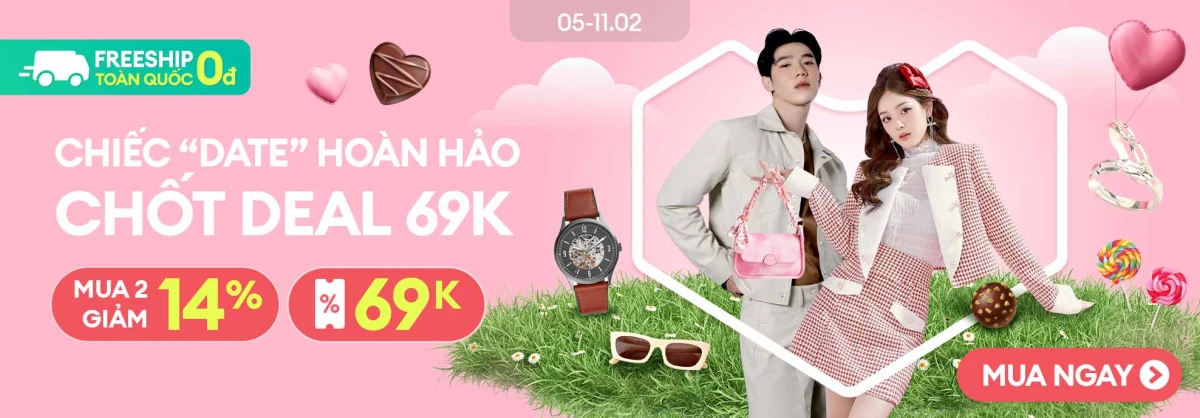 05-11.02
FREESHIP
TOÀN QUỐC 0đ
CHIẾC “DATE” HOÀN HẢO
CHỐT DEAL 69K
MUA 2
GIẢM 14%
% 69K
MUA NGAY